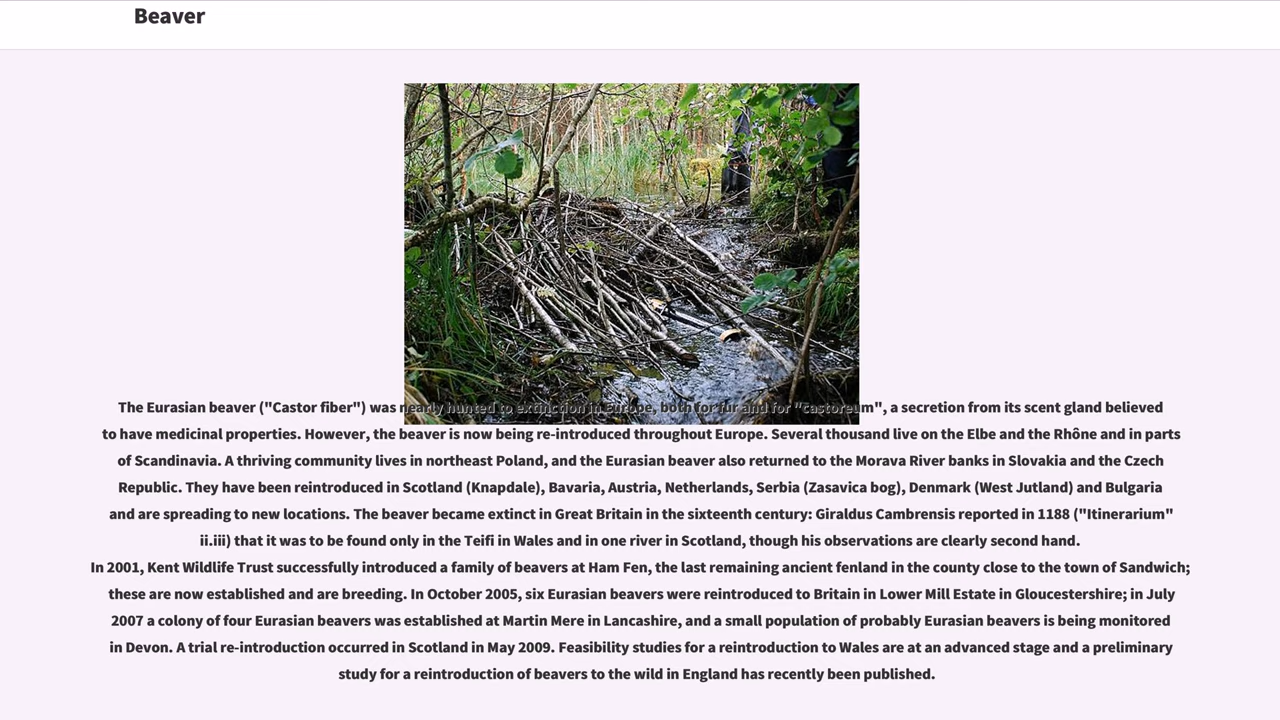 Beaver
The Eurasian beaver ("Castor fiber") was nearly hunted to extinction in Europe, both for fur and for "castoreum", a secretion from its scent gland believed
to have medicinal properties. However, the beaver is now being re-introduced throughout Europe. Several thousand live on the Elbe and the Rhône and in parts
of Scandinavia. A thriving community lives in northeast Poland, and the Eurasian beaver also returned to the Morava River banks in Slovakia and the Czech
Republic. They have been reintroduced in Scotland (Knapdale), Bavaria, Austria, Netherlands, Serbia (Zasavica bog), Denmark (West Jutland) and Bulgaria
and are spreading to new locations. The beaver became extinct in Great Britain in the sixteenth century: Giraldus Cambrensis reported in 1188 ("Itinerarium"
ii.iii) that it was to be found only in the Teifi in Wales and in one river in Scotland, though his observations are clearly second hand.
In 2001, Kent Wildlife Trust successfully introduced a family of beavers at Ham Fen, the last remaining ancient fenland in the county close to the town of Sandwich;
these are now established and are breeding. In October 2005, six Eurasian beavers were reintroduced to Britain in Lower Mill Estate in Gloucestershire; in July
2007 a colony of four Eurasian beavers was established at Martin Mere in Lancashire, and a small population of probably Eurasian beavers is being monitored
in Devon. A trial re-introduction occurred in Scotland in May 2009. Feasibility studies for a reintroduction to Wales are at an advanced stage and a preliminary
study for a reintroduction of beavers to the wild in England has recently been published.